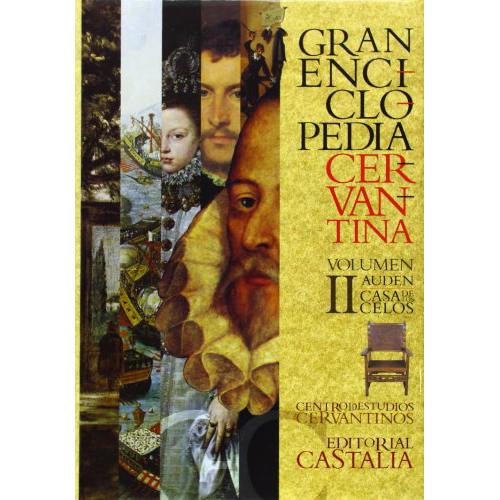 GRAN
ENCI-
CLO-
PEDIA
CER-
VAN-
TINA
VOLUMEN
II AUDEN
CASA DE LOS
CELOS
CENTRO DE ESTUDIOS
CERVANTINOS
EDITORIAL
CASTALIA